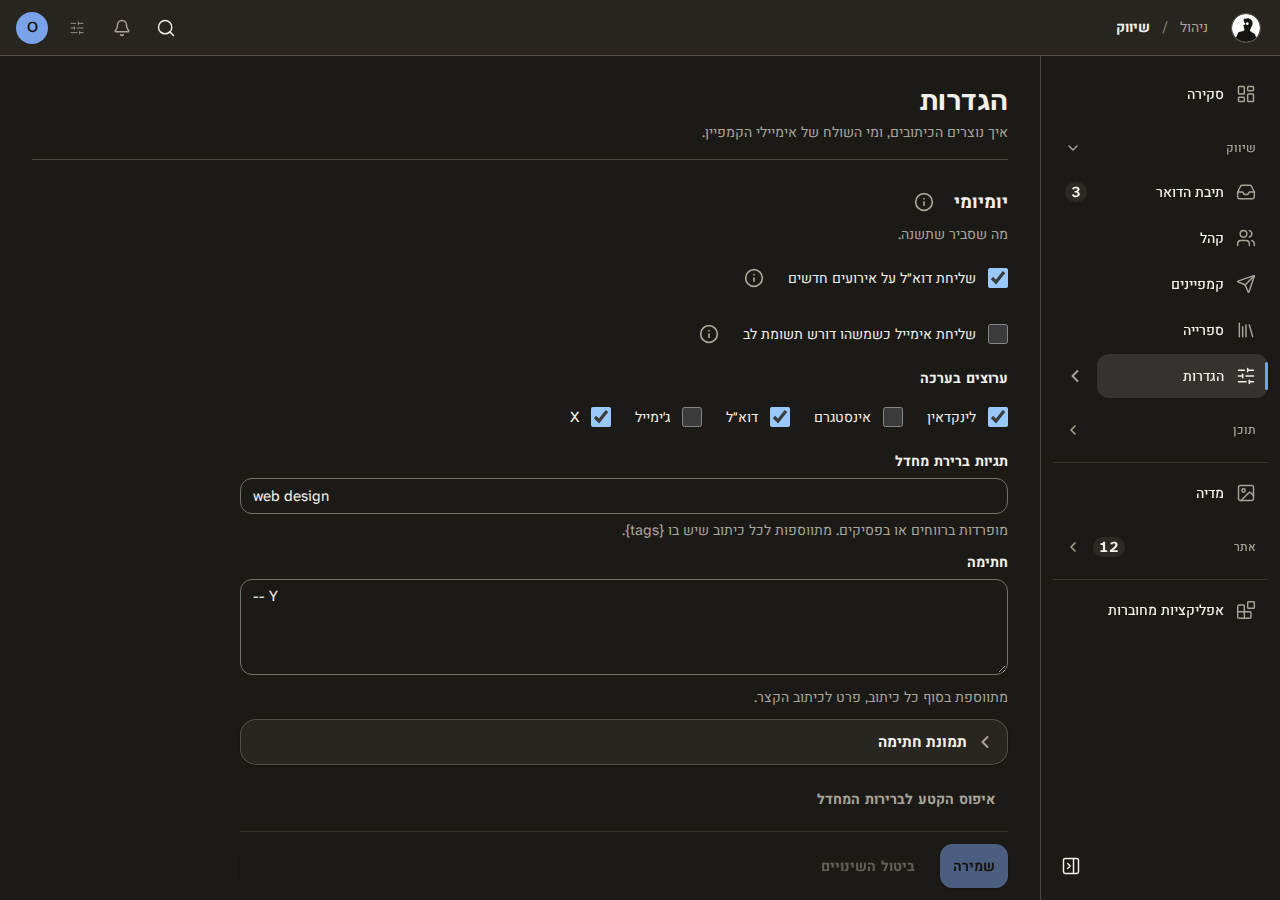 ניהול / שיווק
O
סקירה
שיווק
תיבת הדואר 3
קהל
קמפיינים
ספרייה
הגדרות
תוכן
מדיה
אתר 12
אפליקציות מחוברות
הגדרות
איך נוצרים הכיתובים, ומי השולח של אימיילי הקמפיין.
יומיומי
מה שסביר שתשנה.
שליחת דוא״ל על אירועים חדשים
שליחת אימייל כשמשהו דורש תשומת לב
ערוצים בערכה
לינקדאין אינסטגרם דוא״ל ג׳ימייל X
תגיות ברירת מחדל
web design
מופרדות ברווחים או בפסיקים. מתווספות לכל כיתוב שיש בו {tags}.
חתימה
-- Y
מתווספת בסוף כל כיתוב, פרט לכיתוב הקצר.
תמונת חתימה
איפוס הקטע לברירות המחדל
שמירה ביטול השינויים